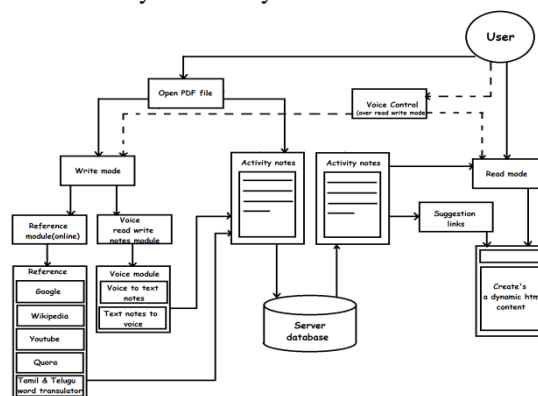 User
Open PDF file
Voice Control
(over read write mode)
Write mode
Activity notes
Activity notes
Read mode
Reference
module(online)
Voice
read write
notes module
Suggestion
links
Reference
Google
Wikipedia
Youtube
Quora
Tamil & Telugu
word transulator
Voice module
Voice to text
notes
Text notes to
voice
Server
database
Create's
a dynamic htm
content